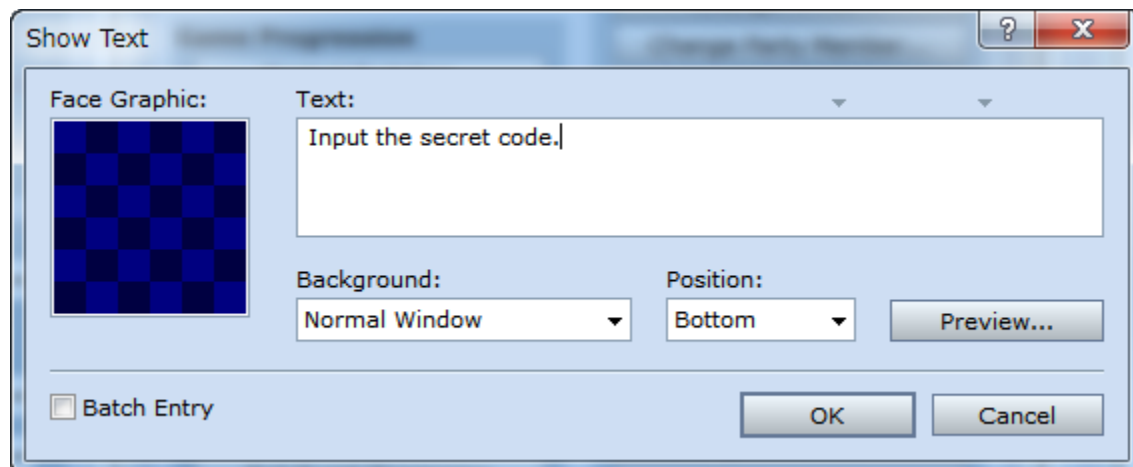 Show Text
Face Graphic:
Text:
Input the secret code.
Background:
Position:
Normal Window
Bottom
Preview...
Batch Entry
OK
Cancel